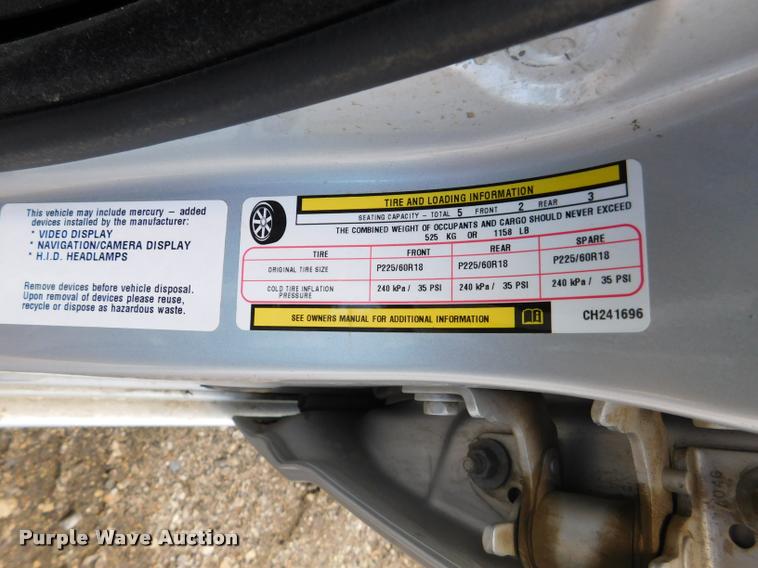 This vehicle may include mercury – added
devices installed by the manufacturer:
* VIDEO DISPLAY
* NAVIGATION/CAMERA DISPLAY
* H.I.D. HEADLAMPS
Remove devices before vehicle disposal.
Upon removal of devices please reuse,
recycle or dispose as hazardous waste.
TIRE AND LOADING INFORMATION
SEATING CAPACITY – TOTAL 5 FRONT 2 REAR 3
THE COMBINED WEIGHT OF OCCUPANTS AND CARGO SHOULD NEVER EXCEED
525 KG OR 1158 LB
TIRE FRONT REAR SPARE
ORIGINAL TIRE SIZE P225/60R18 P225/60R18 P225/60R18
COLD TIRE INFLATION PRESSURE 240 kPa / 35 PSI 240 kPa / 35 PSI 240 kPa / 35 PSI
SEE OWNERS MANUAL FOR ADDITIONAL INFORMATION
CH241696
Purple Wave Auction